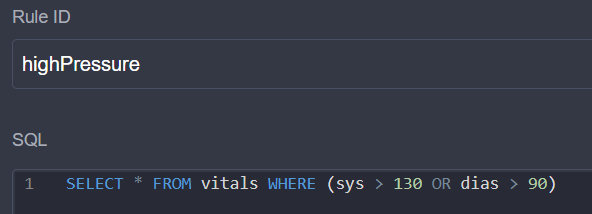 Rule ID
highPressure
SQL
1 SELECT * FROM vitals WHERE (sys > 130 OR dias > 90)